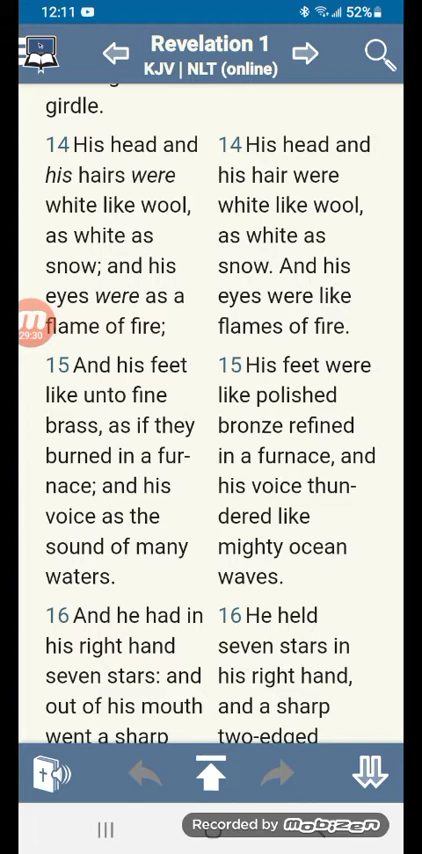 12:11
52%
Revelation 1
KJV | NLT (online)
girdle.
14 His head and
his hairs were
white like wool,
as white as
snow; and his
eyes were as a
flame of fire;
15 And his feet
like unto fine
brass, as if they
burned in a fur-
nace; and his
voice as the
sound of many
waters.
16 And he had in
his right hand
seven stars: and
out of his mouth
went a sharp
14 His head and
his hair were
white like wool,
as white as
snow. And his
eyes were like
flames of fire.
15 His feet were
like polished
bronze refined
in a furnace, and
his voice thun-
dered like
mighty ocean
waves.
16 He held
seven stars in
his right hand,
and a sharp
two-edged
29:30
Recorded by mobizen